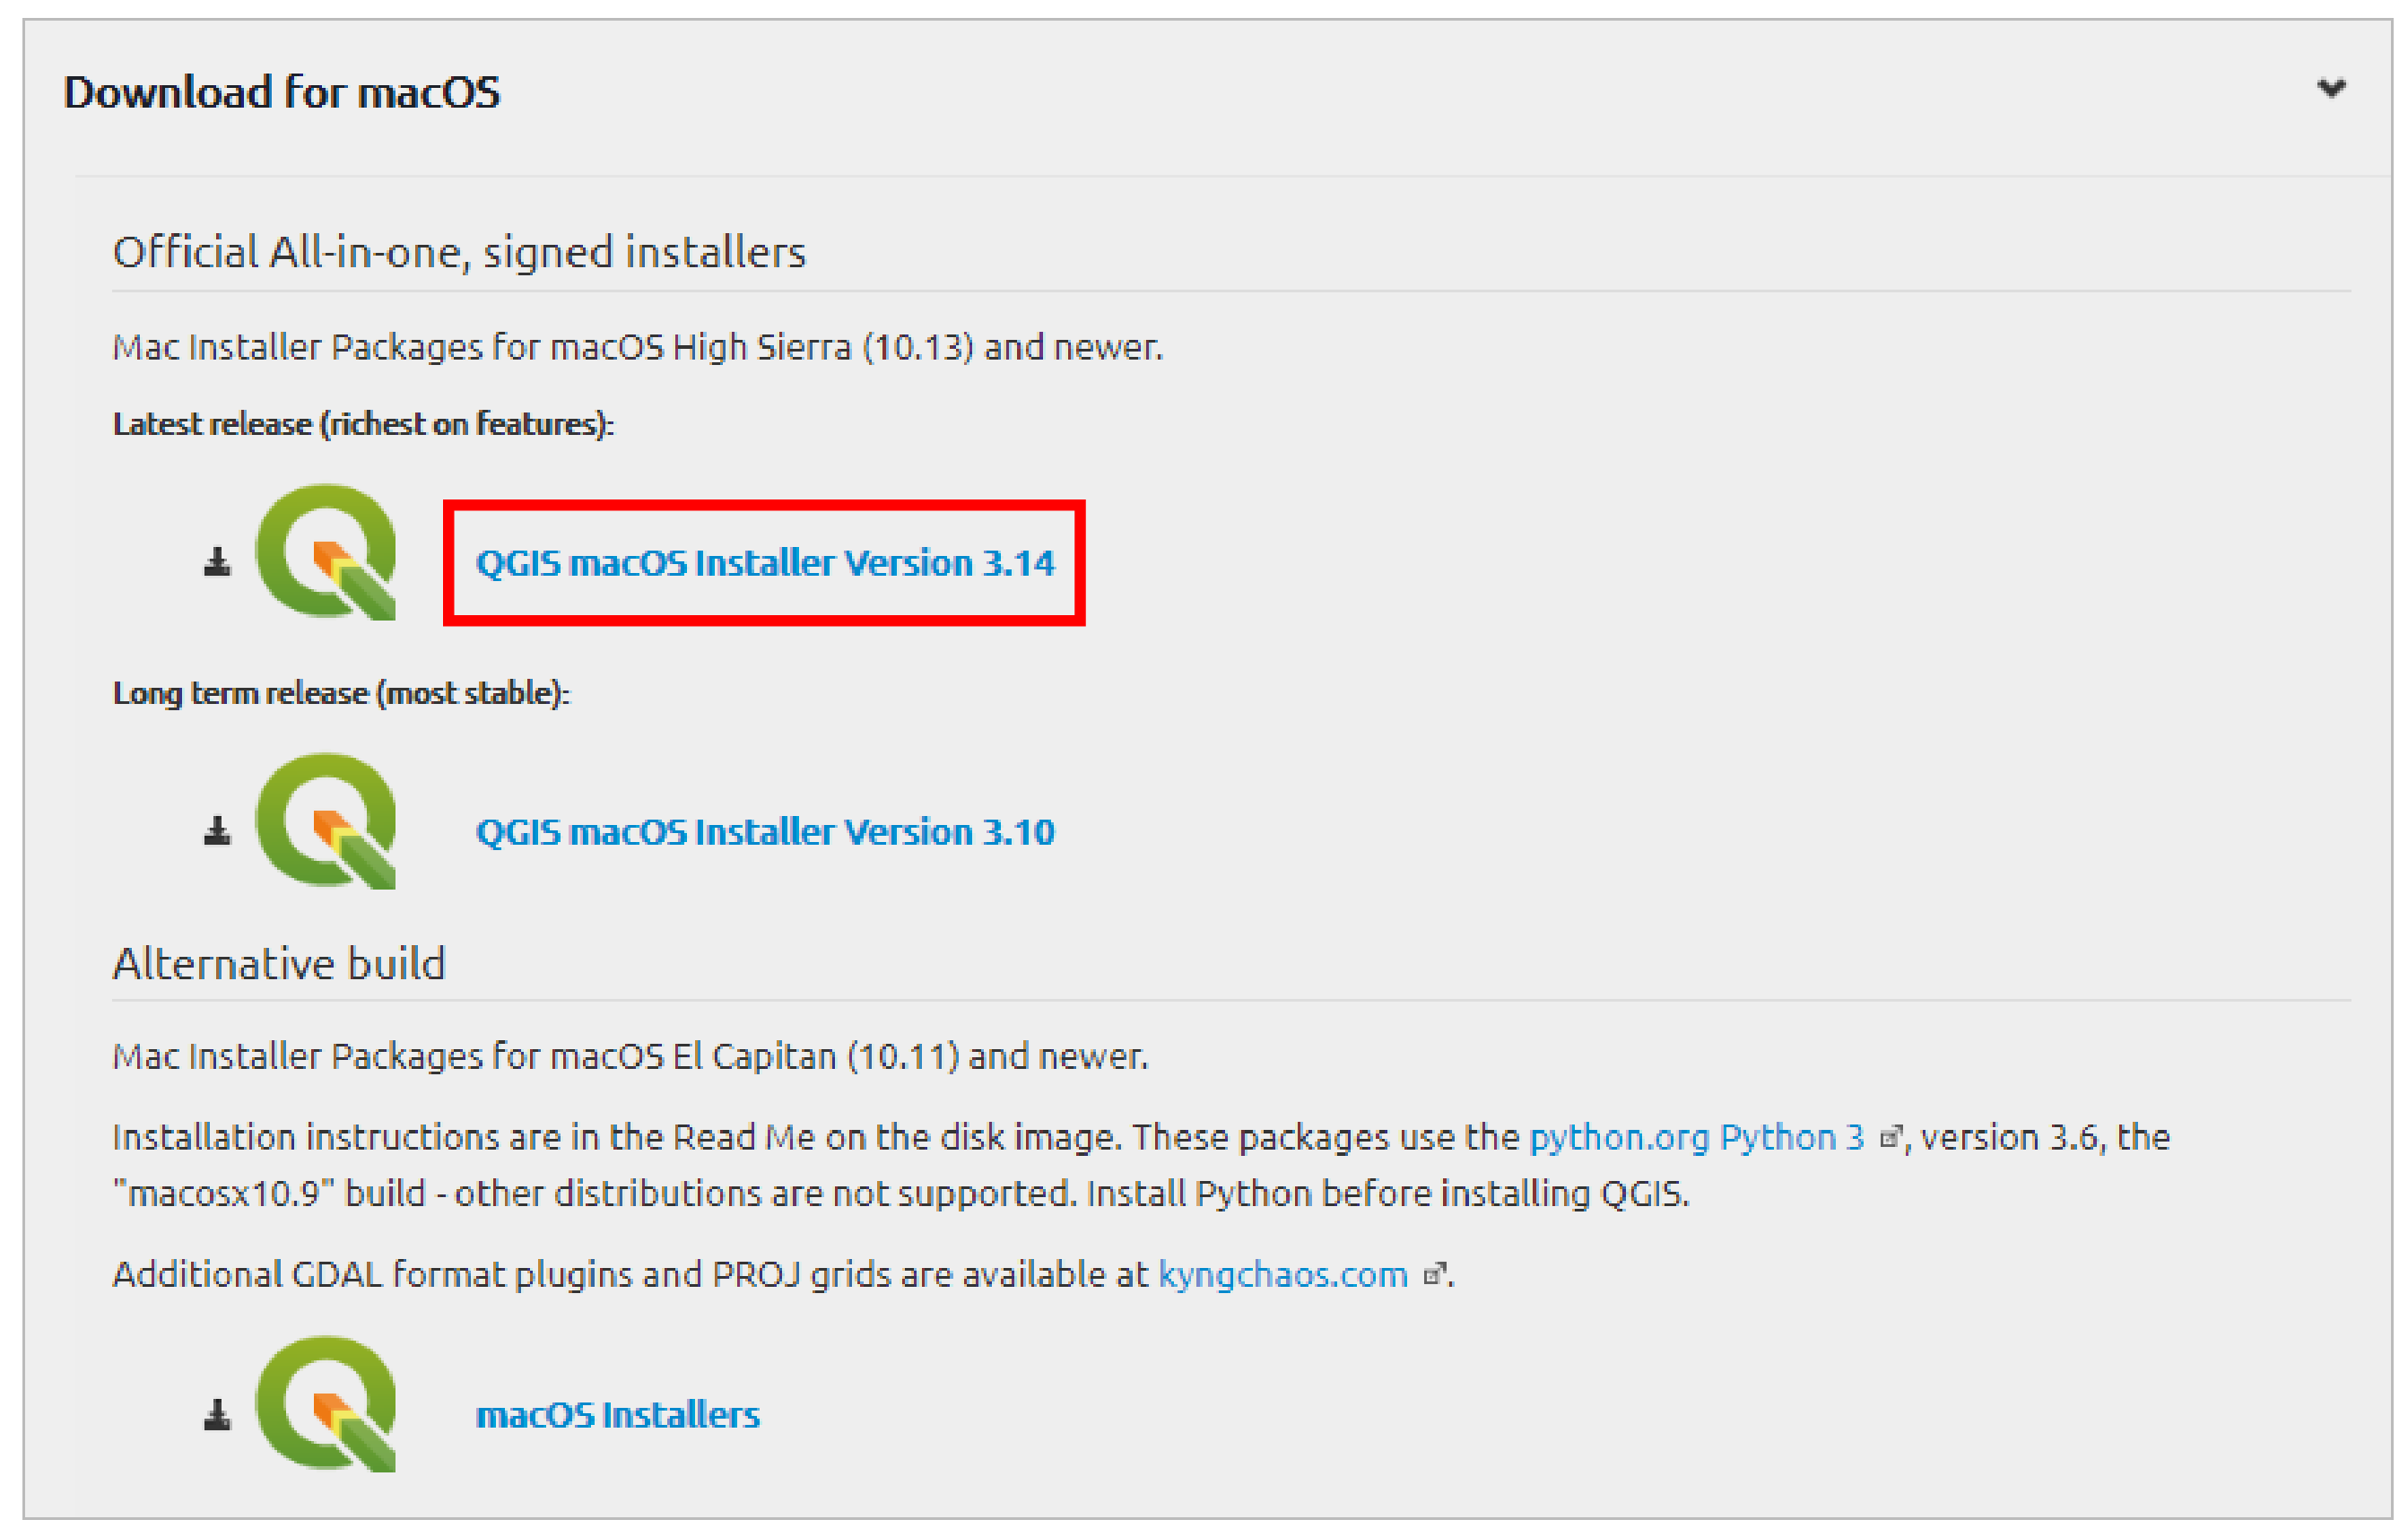 Download for macOS
Official All-in-one, signed installers
Mac Installer Packages for macOS High Sierra (10.13) and newer.
Latest release (richest on features):
QGIS macOS Installer Version 3.14
Long term release (most stable):
QGIS macOS Installer Version 3.10
Alternative build
Mac Installer Packages for macOS El Capitan (10.11) and newer.
Installation instructions are in the Read Me on the disk image. These packages use the python.org Python 3, version 3.6, the
"macosx10.9" build - other distributions are not supported. Install Python before installing QGIS.
Additional GDAL format plugins and PROJ grids are available at kyngchaos.com.
macOS Installers